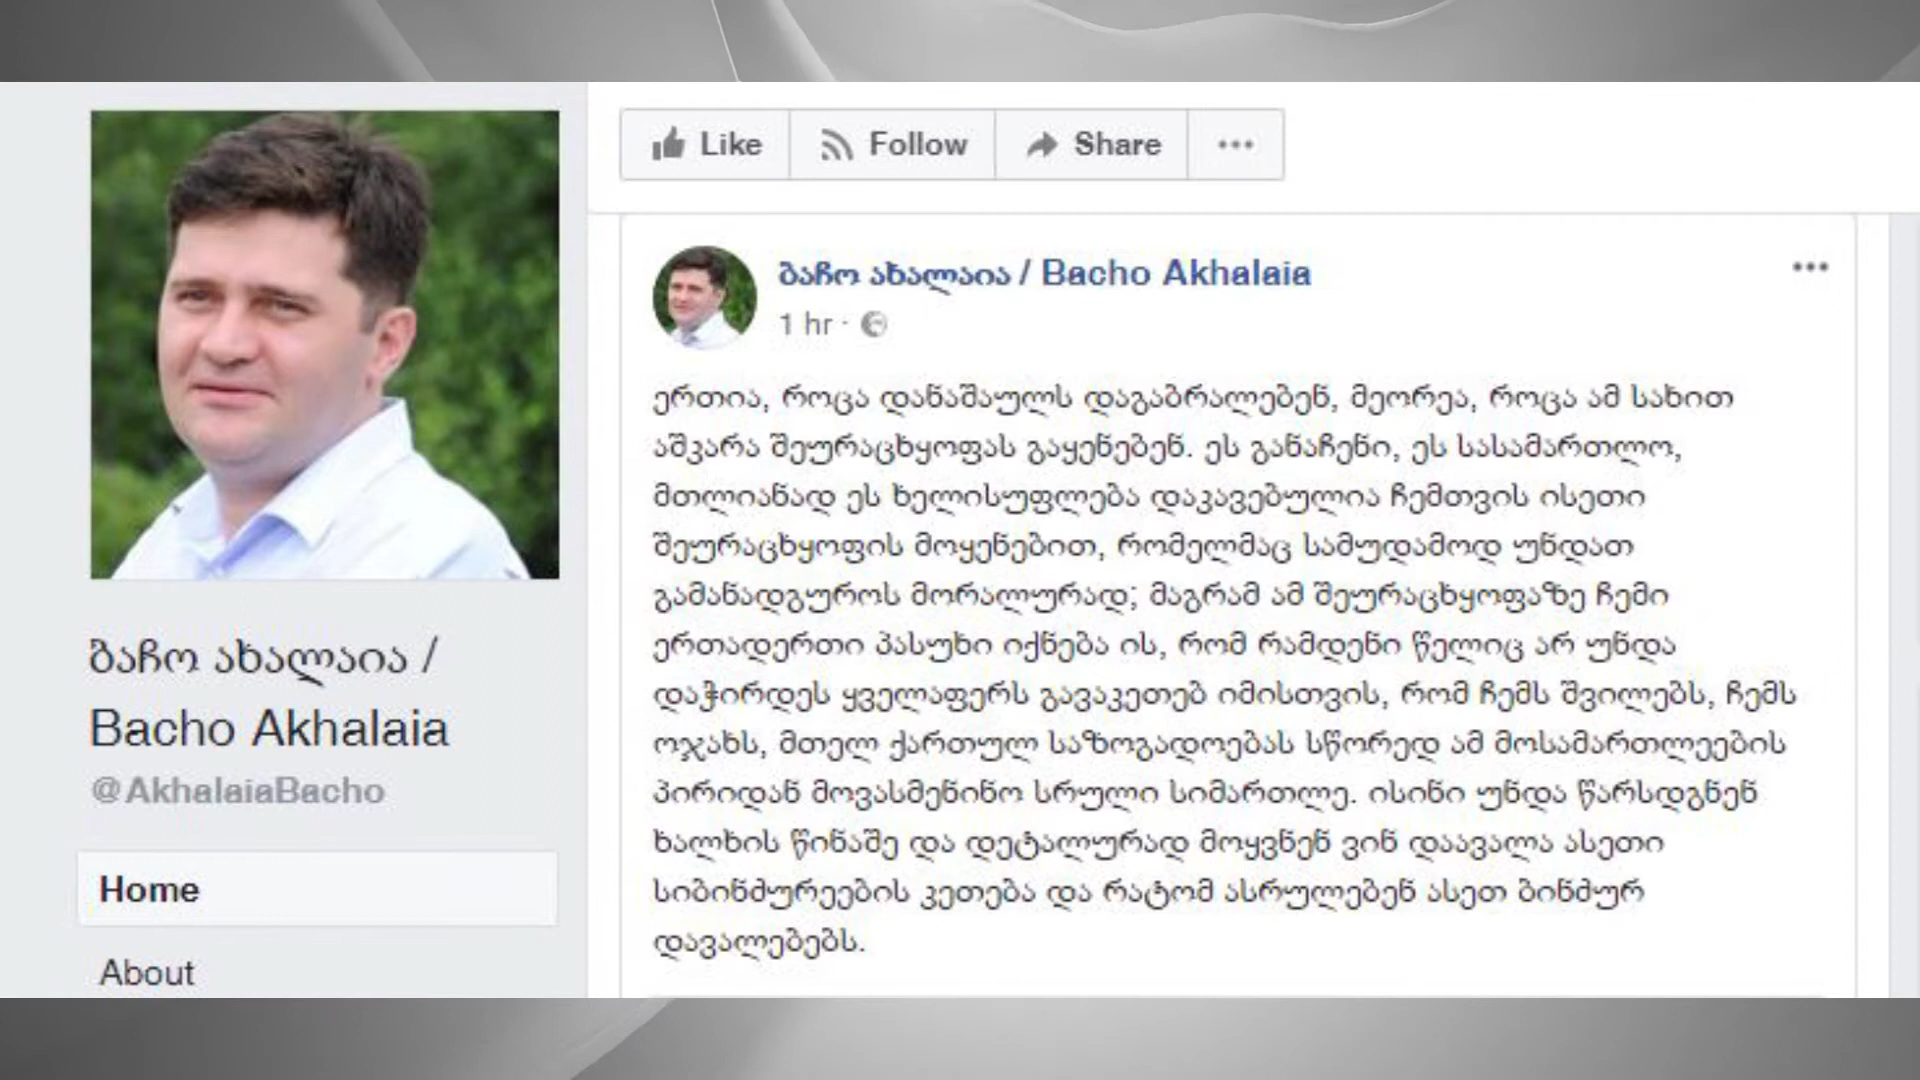 ბაჩო ახალაია /
Bacho Akhalaia
@AkhalaiaBacho
Home
About
Like
Follow
Share
ბაჩო ახალაია / Bacho Akhalaia
1 hr ·
ერთია, როცა დანაშაულს დაგაბრალებენ, მეორეა, როცა ამ სახით
აშკარა შეურაცხყოფას გაყენებენ. ეს განაჩენი, ეს სასამართლო,
მთლიანად ეს ხელისუფლება დაკავებულია ჩემთვის ისეთი
შეურაცხყოფის მოყენებით, რომელმაც სამუდამოდ უნდათ
გამანადგუროს მორალურად; მაგრამ ამ შეურაცხყოფაზე ჩემი
ერთადერთი პასუხი იქნება ის, რომ რამდენი წელიც არ უნდა
დაჭირდეს ყველაფერს გავაკეთებ იმისთვის, რომ ჩემს შვილებს, ჩემს
ოჯახს, მთელ ქართულ საზოგადოებას სწორედ ამ მოსამართლეების
პირიდან მოვასმენინო სრული სიმართლე. ისინი უნდა წარსდგნენ
ხალხის წინაშე და დეტალურად მოყვნენ ვინ დაავალა ასეთი
სიბინძურეების კეთება და რატომ ასრულებენ ასეთ ბინძურ
დავალებებს.